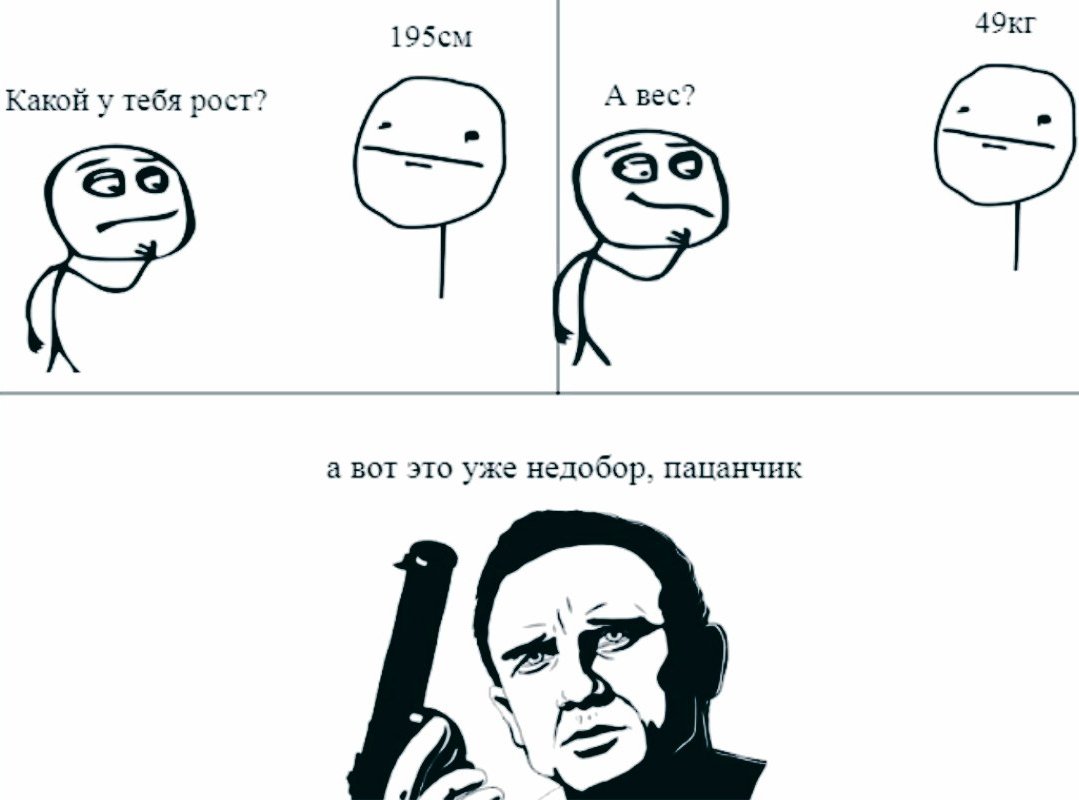 Какой у тебя рост?
195см
А вес?
49кг
а вот это уже недобор, пацанчик